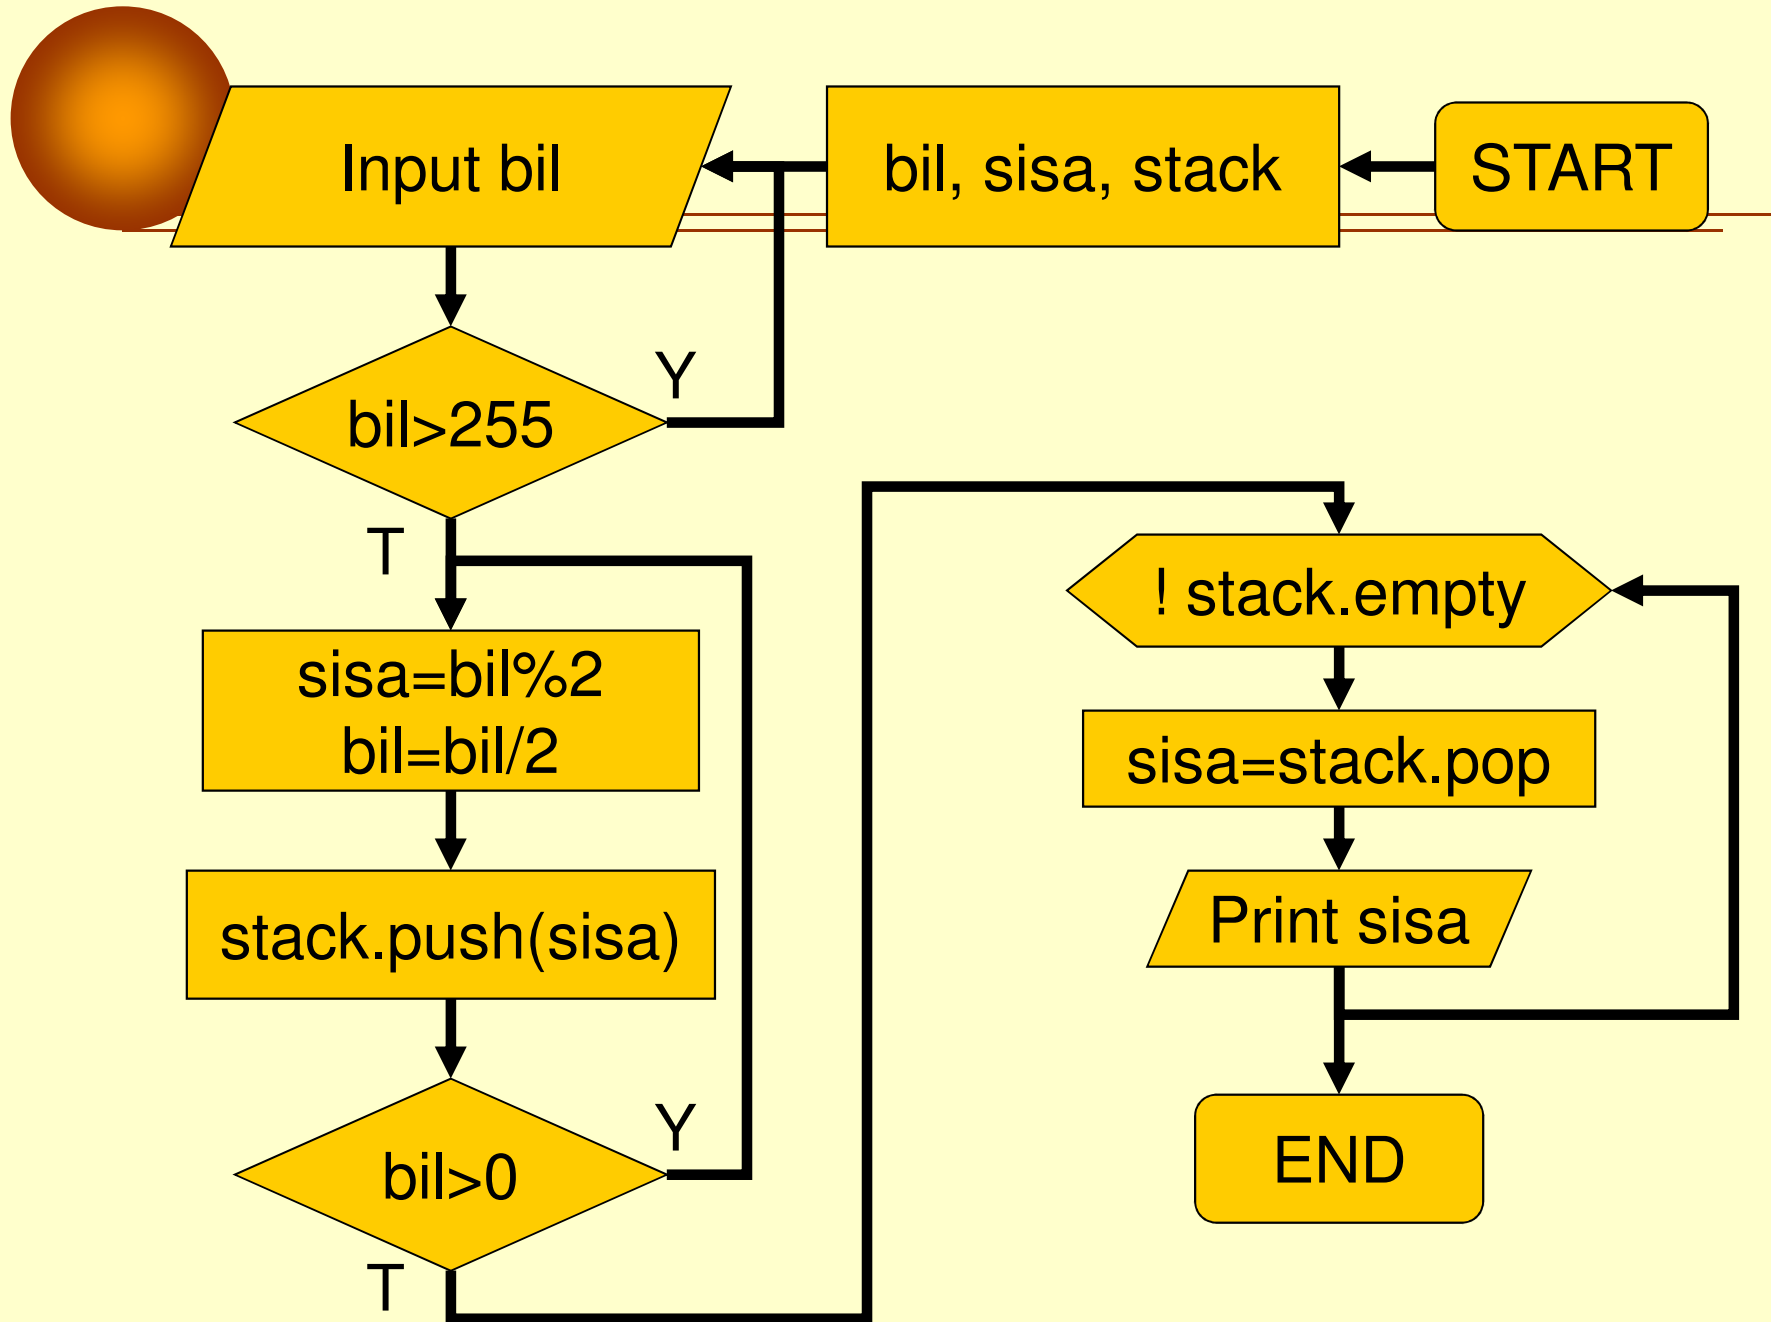 START
bil, sisa, stack
Input bil
bil>255
Y
T
sisa=bil%2
bil=bil/2
stack.push(sisa)
bil>0
Y
T
! stack.empty
sisa=stack.pop
Print sisa
END